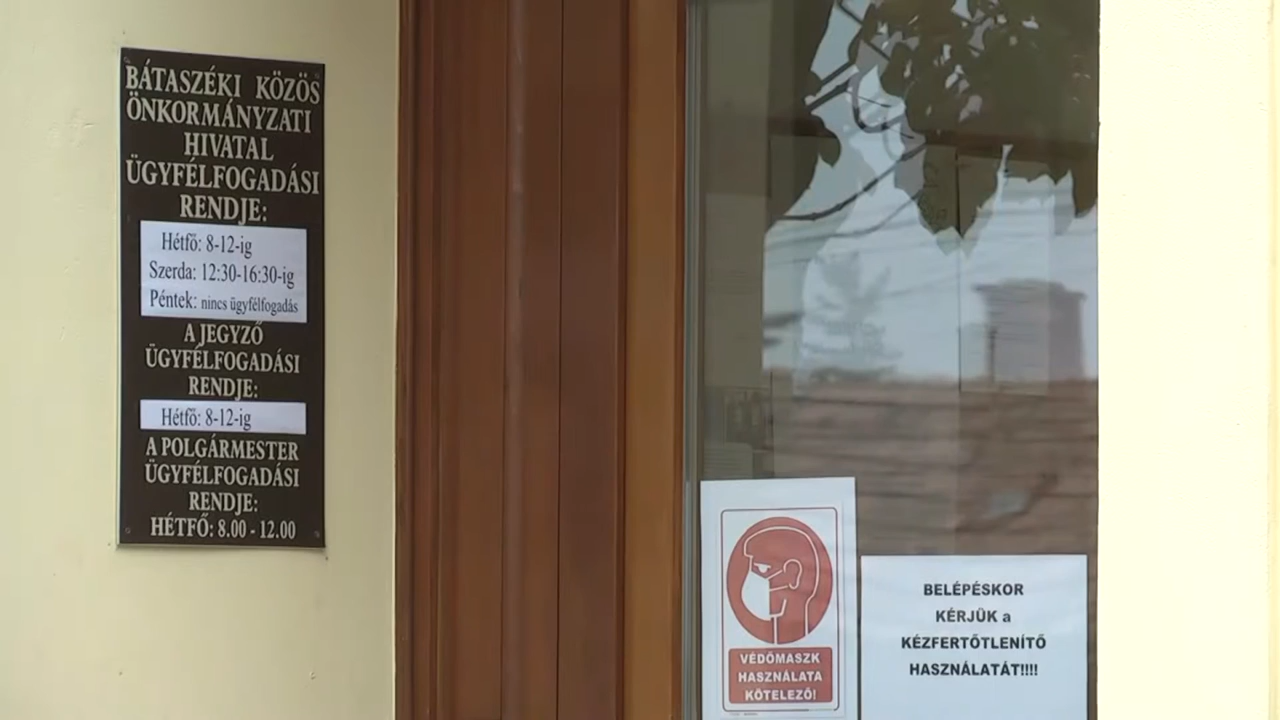 BÁTASZÉKI KÖZÖS
ÖNKORMÁNYZATI
HIVATAL
ÜGYFÉLFOGADÁSI
RENDJE:
Hétfő: 8-12-ig
Szerda: 12:30-16:30-ig
Péntek: nincs ügyfélfogadás
A JEGYZŐ
ÜGYFÉLFOGADÁSI
RENDJE:
Hétfő: 8-12-ig
A POLGÁRMESTER
ÜGYFÉLFOGADÁSI
RENDJE:
HÉTFŐ: 8.00 - 12.00
VÉDŐMASZK
HASZNÁLATA
KÖTELEZŐ!
BELÉPÉSKOR
KÉRJÜK a
KÉZFERTŐTLENÍTŐ
HASZNÁLATÁT!!!!